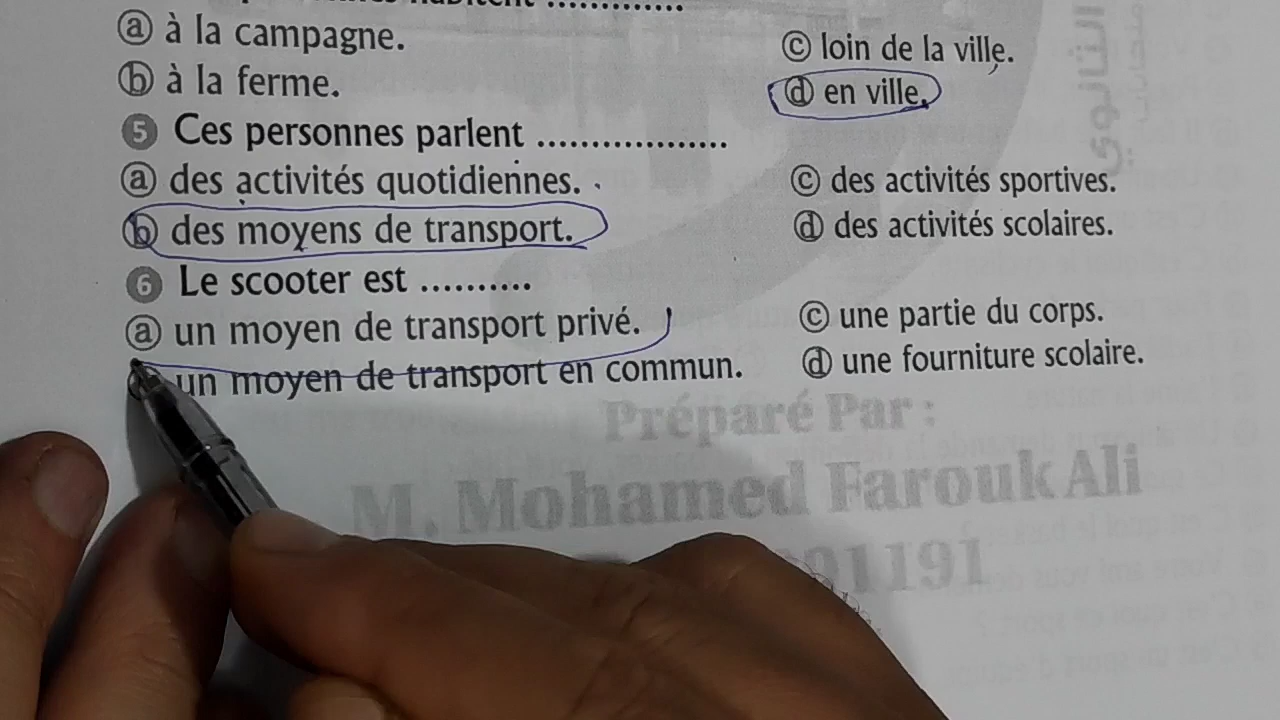 ⓐ à la campagne.
ⓑ à la ferme.
ⓒ loin de la ville.
ⓓ en ville.
5 Ces personnes parlent ..................
ⓐ des activités quotidiennes.
ⓑ des moyens de transport.
ⓒ des activités sportives.
ⓓ des activités scolaires.
6 Le scooter est ..........
ⓐ un moyen de transport privé.
un moyen de transport en commun.
ⓒ une partie du corps.
ⓓ une fourniture scolaire.
Préparé Par :
M. Mohamed Farouk Ali
91191